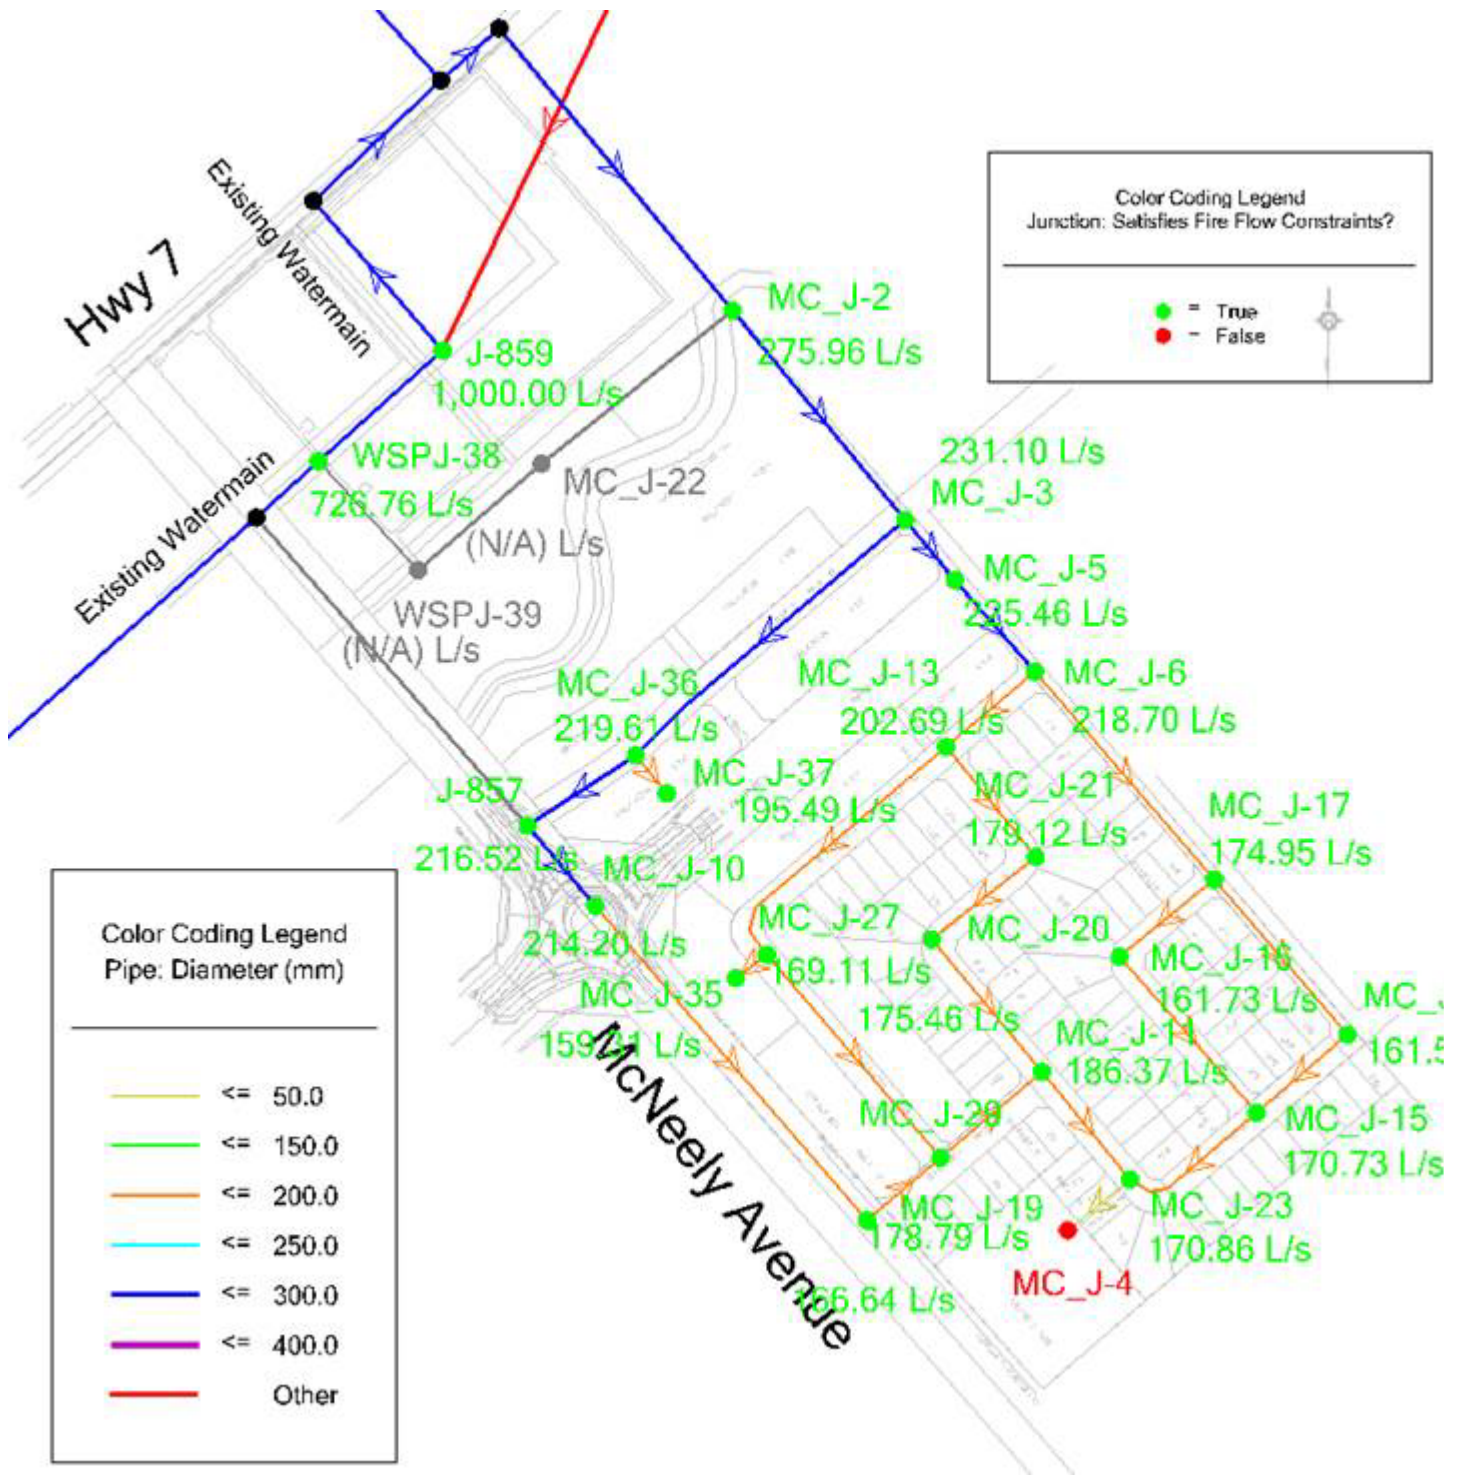 Existing Watermain
Hwy 7
Color Coding Legend
Junction: Satisfies Fire Flow Constraints?
= True
= False
MC_J-2
275.96 L/s
J-859
1,000.00 L/s
WSPJ-38
726.76 L/s
MC_J-22
(N/A) L/s
231.10 L/s
MC_J-3
Existing Watermain
MC_J-5
225.46 L/s
WSPJ-39
(N/A) L/s
MC_J-36
219.61 L/s
MC_J-13
202.69 L/s
MC_J-6
218.70 L/s
MC_J-37
195.49 L/s
MC_J-21
179.12 L/s
MC_J-17
174.95 L/s
J-857
216.52 L/s
MC_J-10
214.20 L/s
MC_J-27
169.11 L/s
MC_J-20
175.46 L/s
MC_J-16
161.73 L/s
MC_J
161.5
MC_J-35
L/s
MC_J-11
186.37 L/s
MC_J-15
170.73 L/s
178.79 L/s
MC_J-19
166.64 L/s
MC_J-23
170.86 L/s
MC_J-4
McNeely Avenue
Color Coding Legend
Pipe: Diameter (mm)
<= 50.0
<= 150.0
<= 200.0
<= 250.0
<= 300.0
<= 400.0
Other